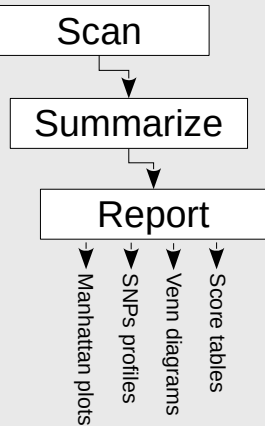 Scan
Summarize
Report
Manhattan plots
SNPs profiles
Venn diagrams
Score tables